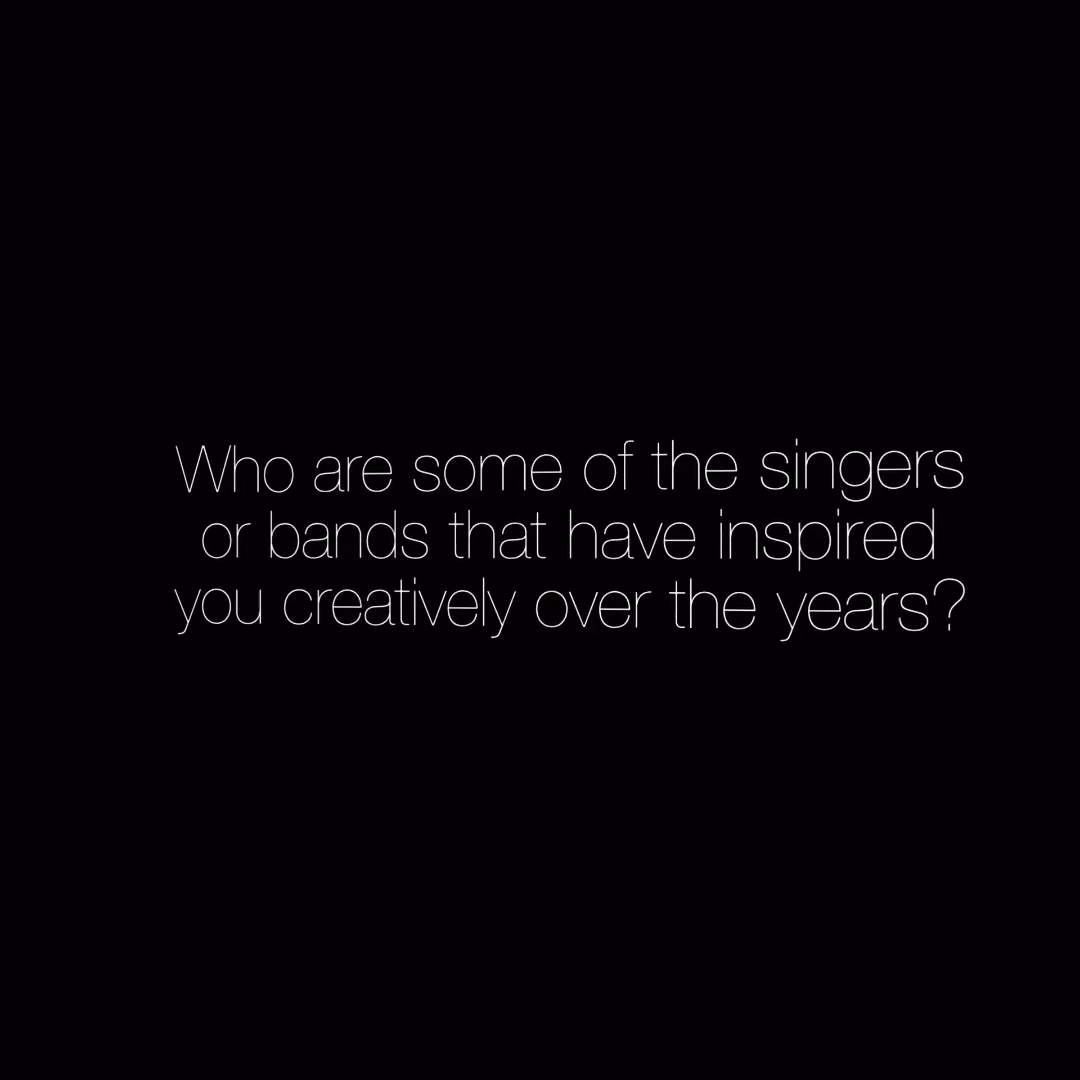 Who are some of the singers
or bands that have inspired
you creatively over the years?